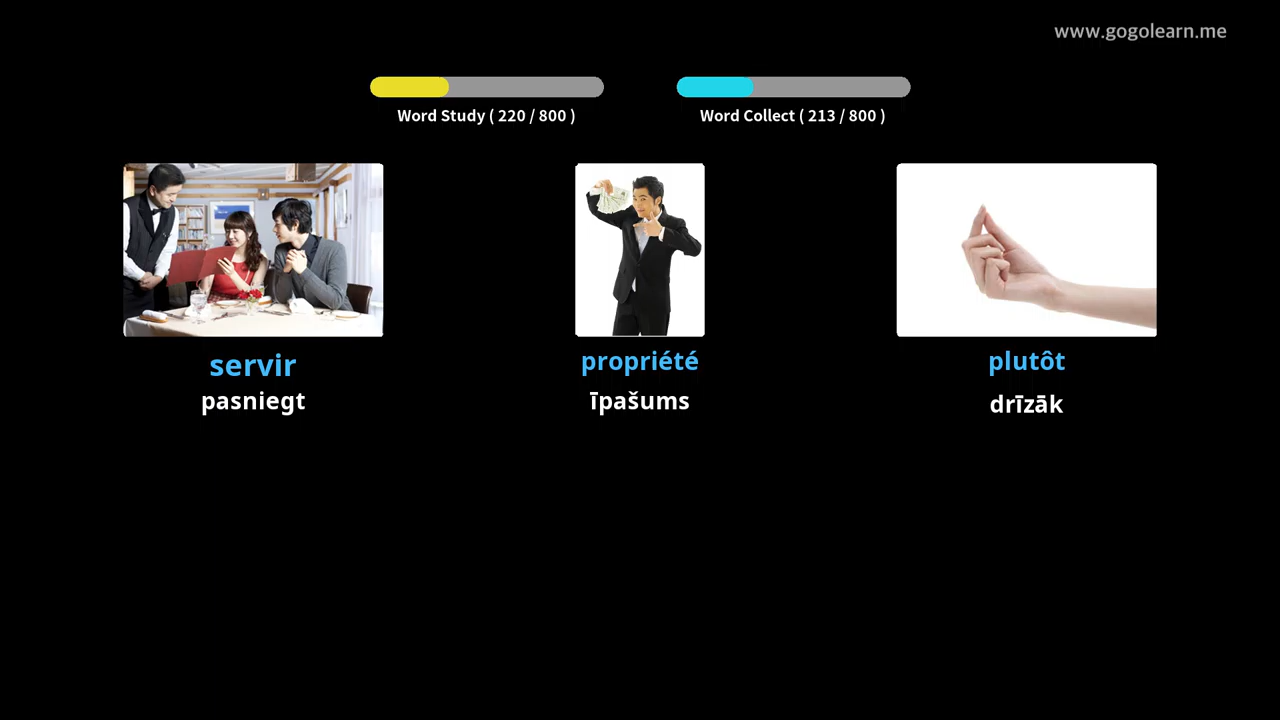 www.gogolearn.me
Word Study ( 220 / 800 )
Word Collect ( 213 / 800 )
servir
pasniegt
propriété
īpašums
plutôt
drīzāk